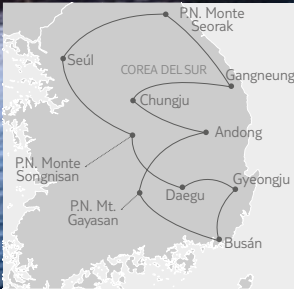 P.N. Monte
Seorak
Seúl
COREA DEL SUR
Gangneung
Chungju
Andong
P.N. Monte
Songnisan
Gyeongju
Daegu
P.N. Mt.
Gayasan
Busán